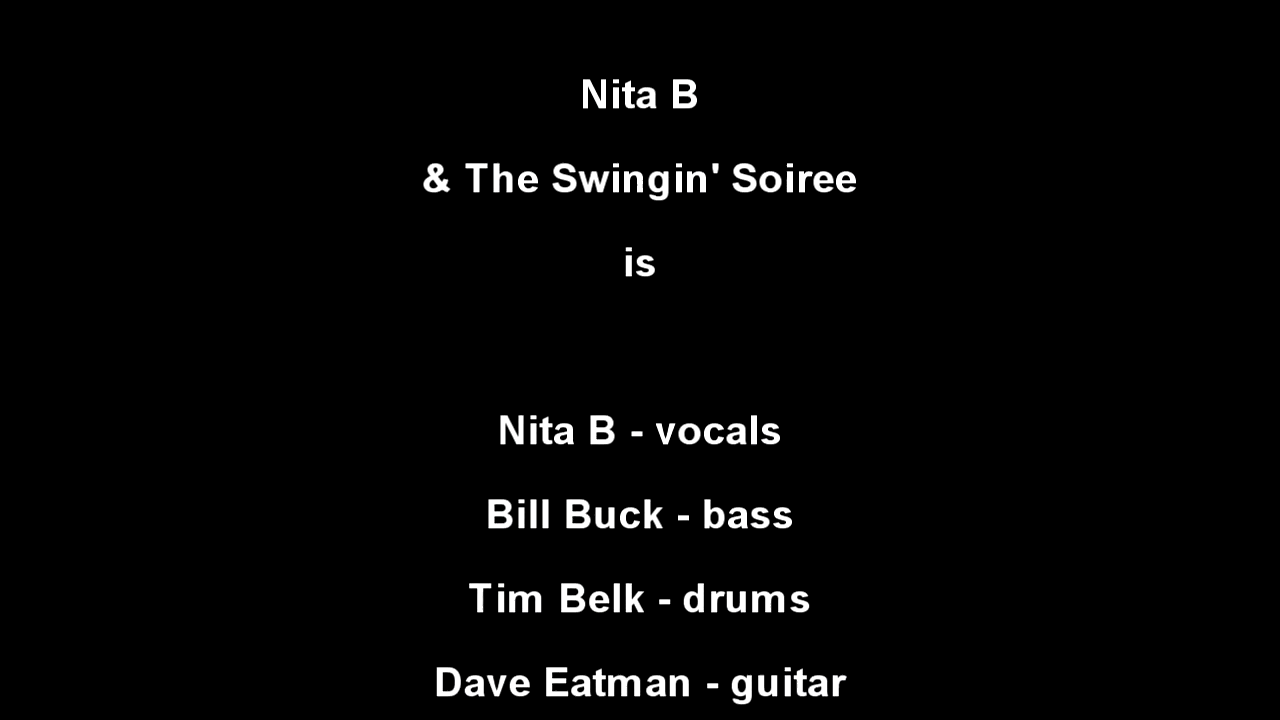 Nita B
& The Swingin' Soiree
is
Nita B - vocals
Bill Buck - bass
Tim Belk - drums
Dave Eatman - guitar